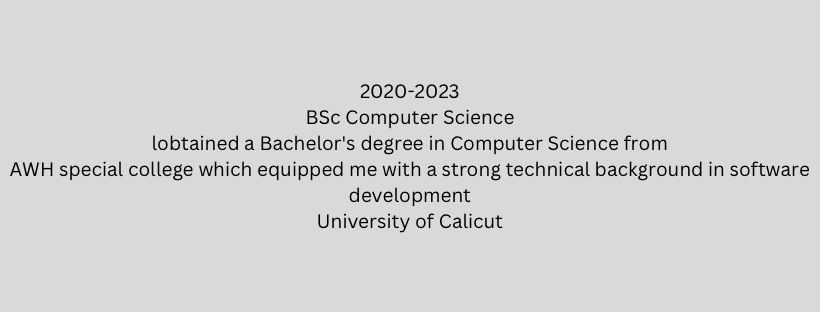 2020-2023
BSc Computer Science
lobtained a Bachelor's degree in Computer Science from
AWH special college which equipped me with a strong technical background in software
development
University of Calicut